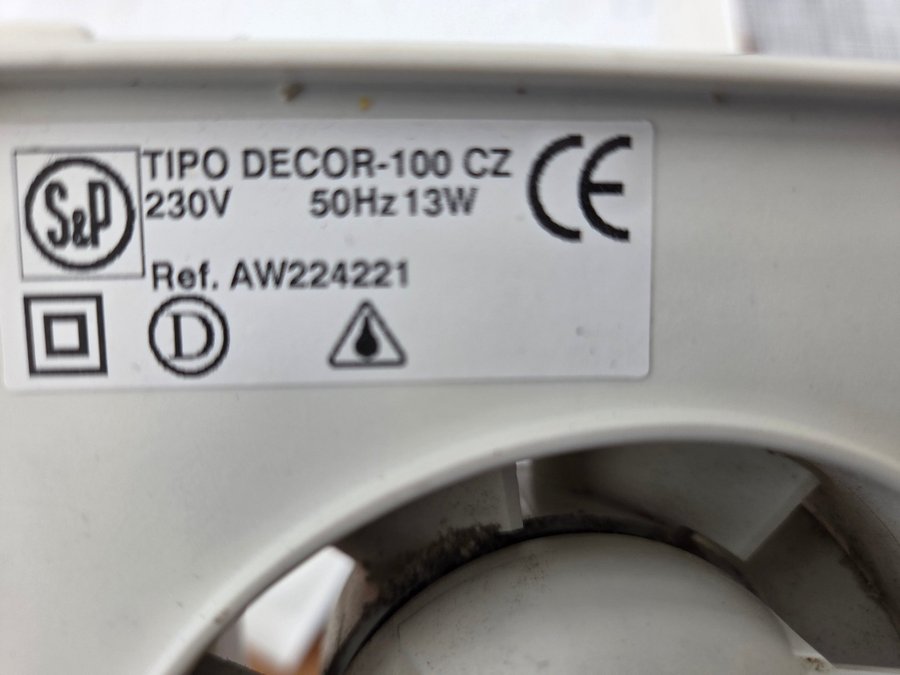 S&P
TIPO DECOR-100 CZ
230V 50Hz 13W
Ref. AW224221
CE
D